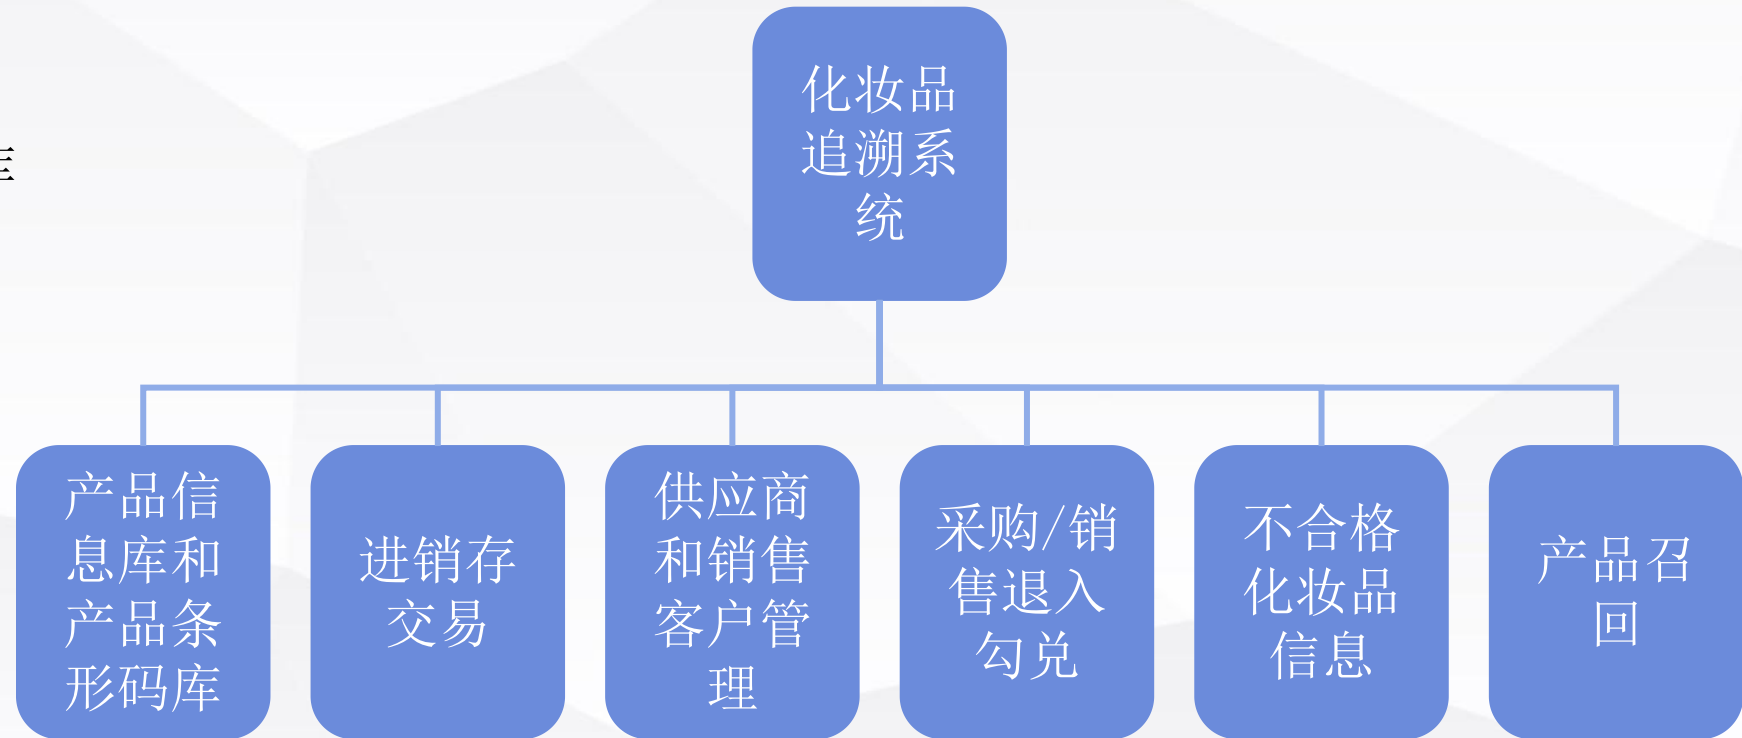 化妆品
追溯系
统
产品信
息库和
产品条
形码库
进销存
交易
供应商
和销售
客户管
理
采购/销
售退入
勾兑
不合格
化妆品
信息
产品召
回